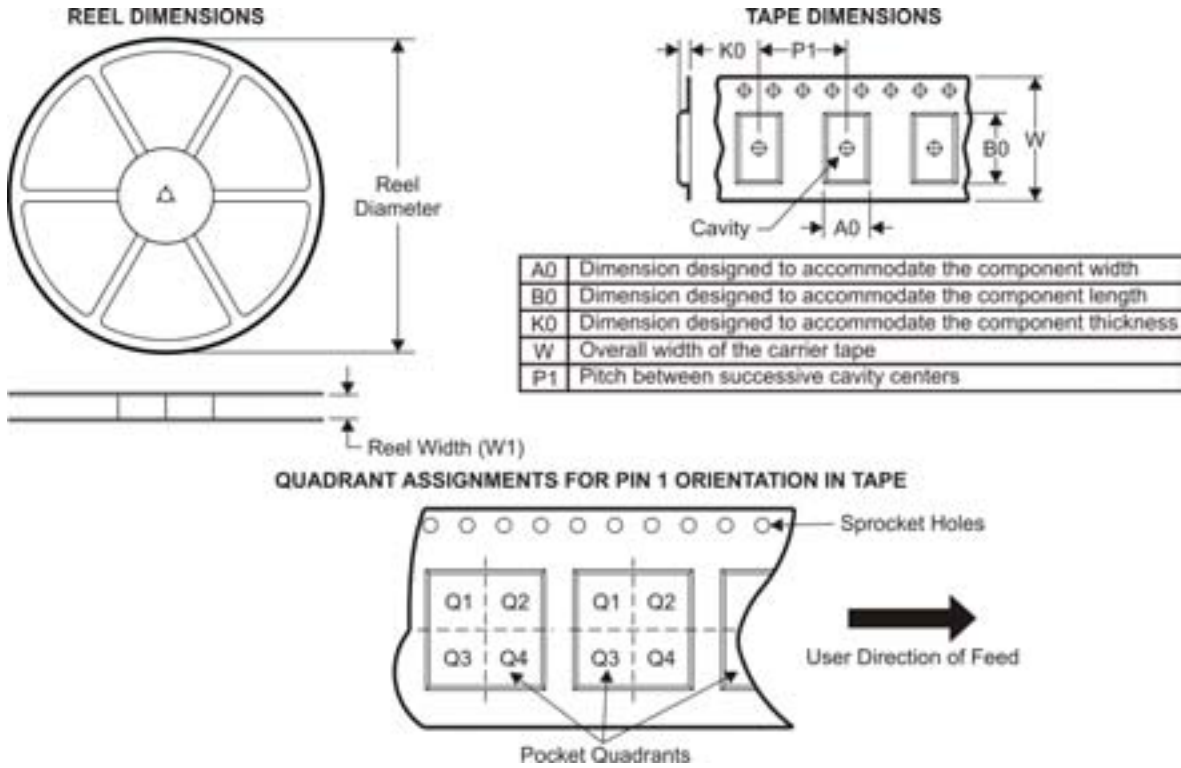 REEL DIMENSIONS
Reel
Diameter
Reel Width (W1)
TAPE DIMENSIONS
K0 P1
B0 W
Cavity A0
A0 Dimension designed to accommodate the component width
B0 Dimension designed to accommodate the component length
K0 Dimension designed to accommodate the component thickness
W Overall width of the carrier tape
P1 Pitch between successive cavity centers
QUADRANT ASSIGNMENTS FOR PIN 1 ORIENTATION IN TAPE
Sprocket Holes
Q1 Q2 Q1 Q2
Q3 Q4 Q3 Q4
User Direction of Feed
Pocket Quadrants